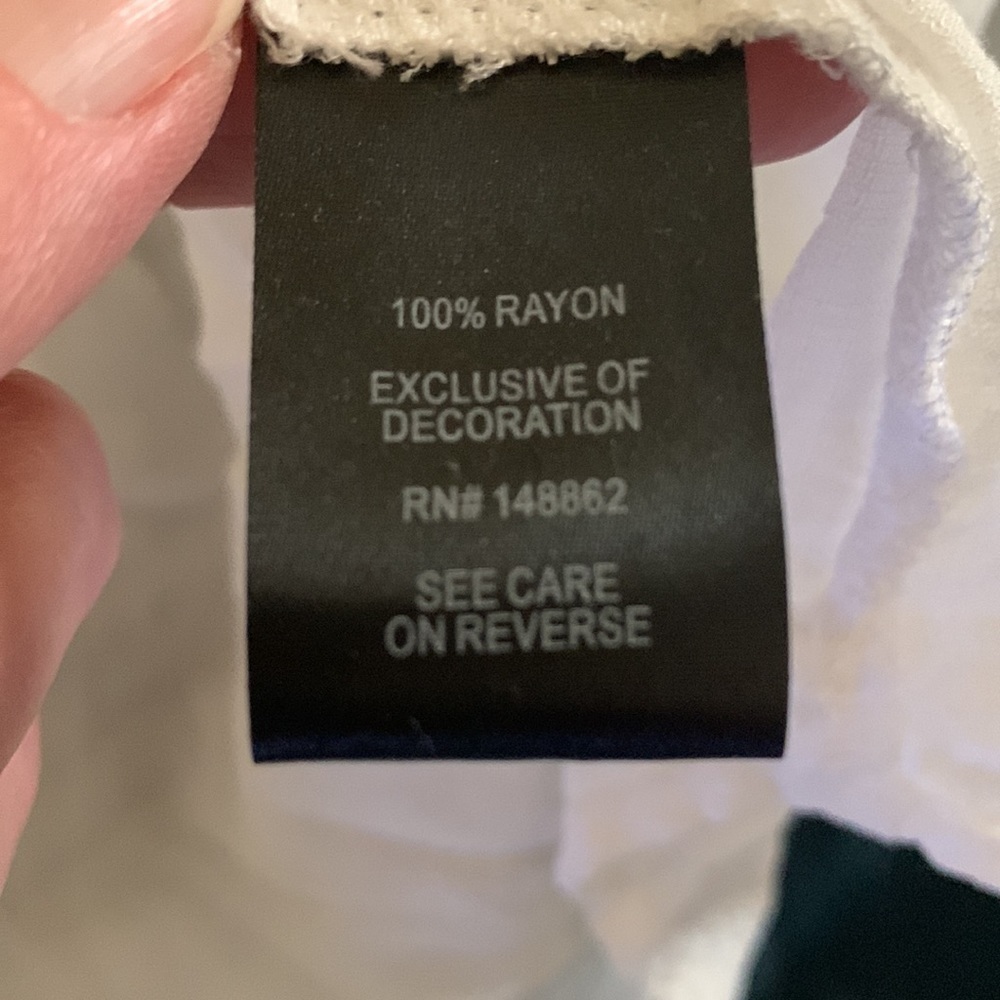 100% RAYON
EXCLUSIVE OF
DECORATION
RN# 148862
SEE CARE
ON REVERSE